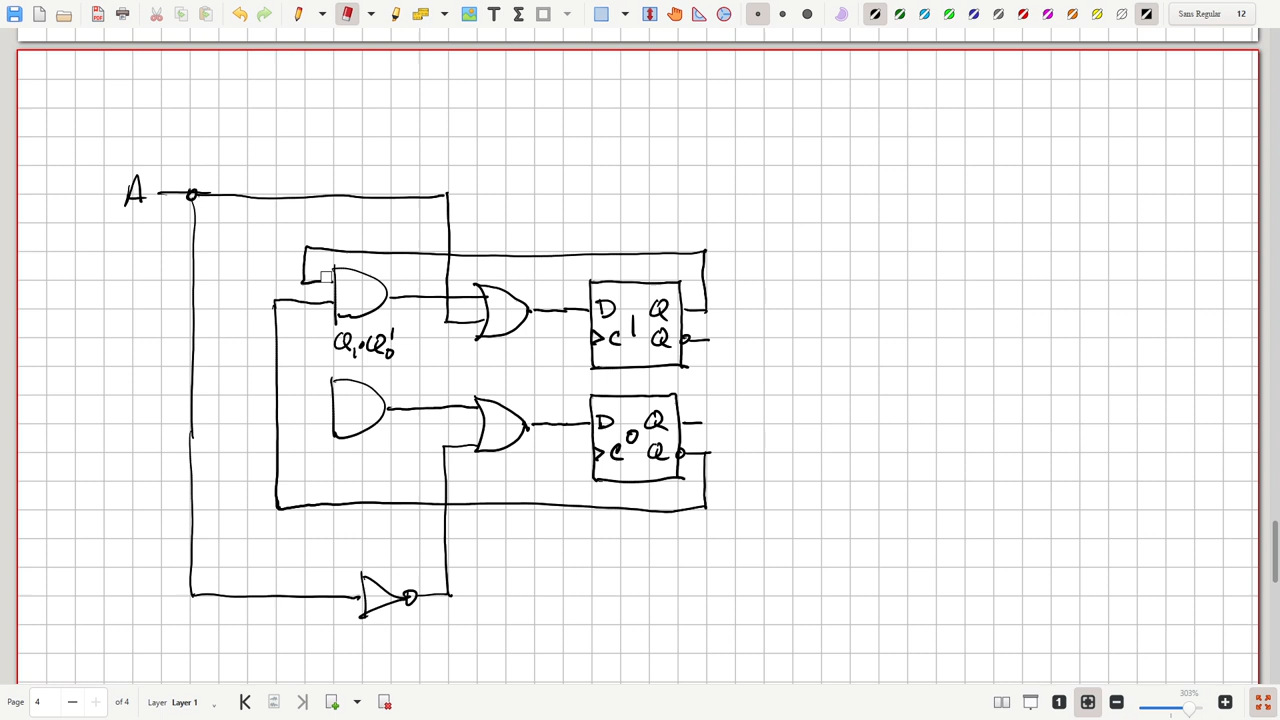 Sans Regular 12
A
D Q
1
C Q
Q₁•Q₀'
D Q
0
C Q
Page 4 of 4 Layer Layer 1 303%